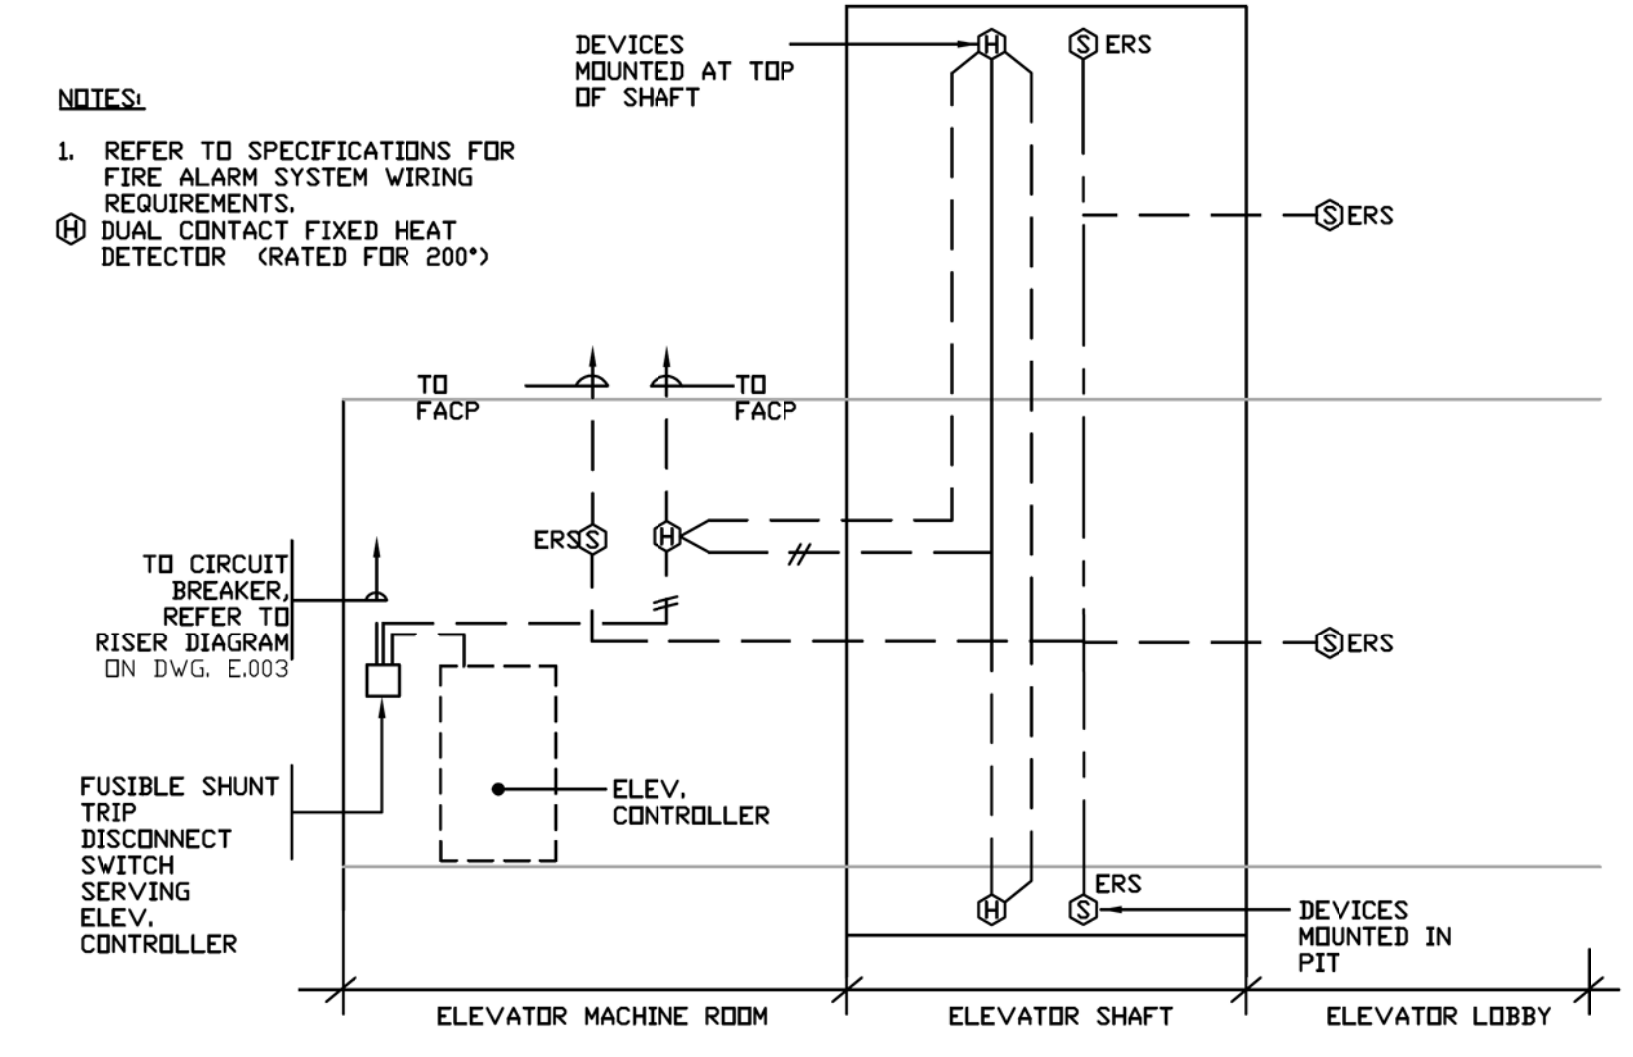 NOTES:
1. REFER TO SPECIFICATIONS FOR
FIRE ALARM SYSTEM WIRING
REQUIREMENTS.
H DUAL CONTACT FIXED HEAT
DETECTOR (RATED FOR 200°)
DEVICES
MOUNTED AT TOP
OF SHAFT
H
S ERS
S ERS
TO
FACP
TO
FACP
ERS S
H
TO CIRCUIT
BREAKER,
REFER TO
RISER DIAGRAM
ON DWG. E.003
S ERS
FUSIBLE SHUNT
TRIP
DISCONNECT
SWITCH
SERVING
ELEV.
CONTROLLER
ELEV.
CONTROLLER
H
ERS
S
DEVICES
MOUNTED IN
PIT
ELEVATOR MACHINE ROOM
ELEVATOR SHAFT
ELEVATOR LOBBY